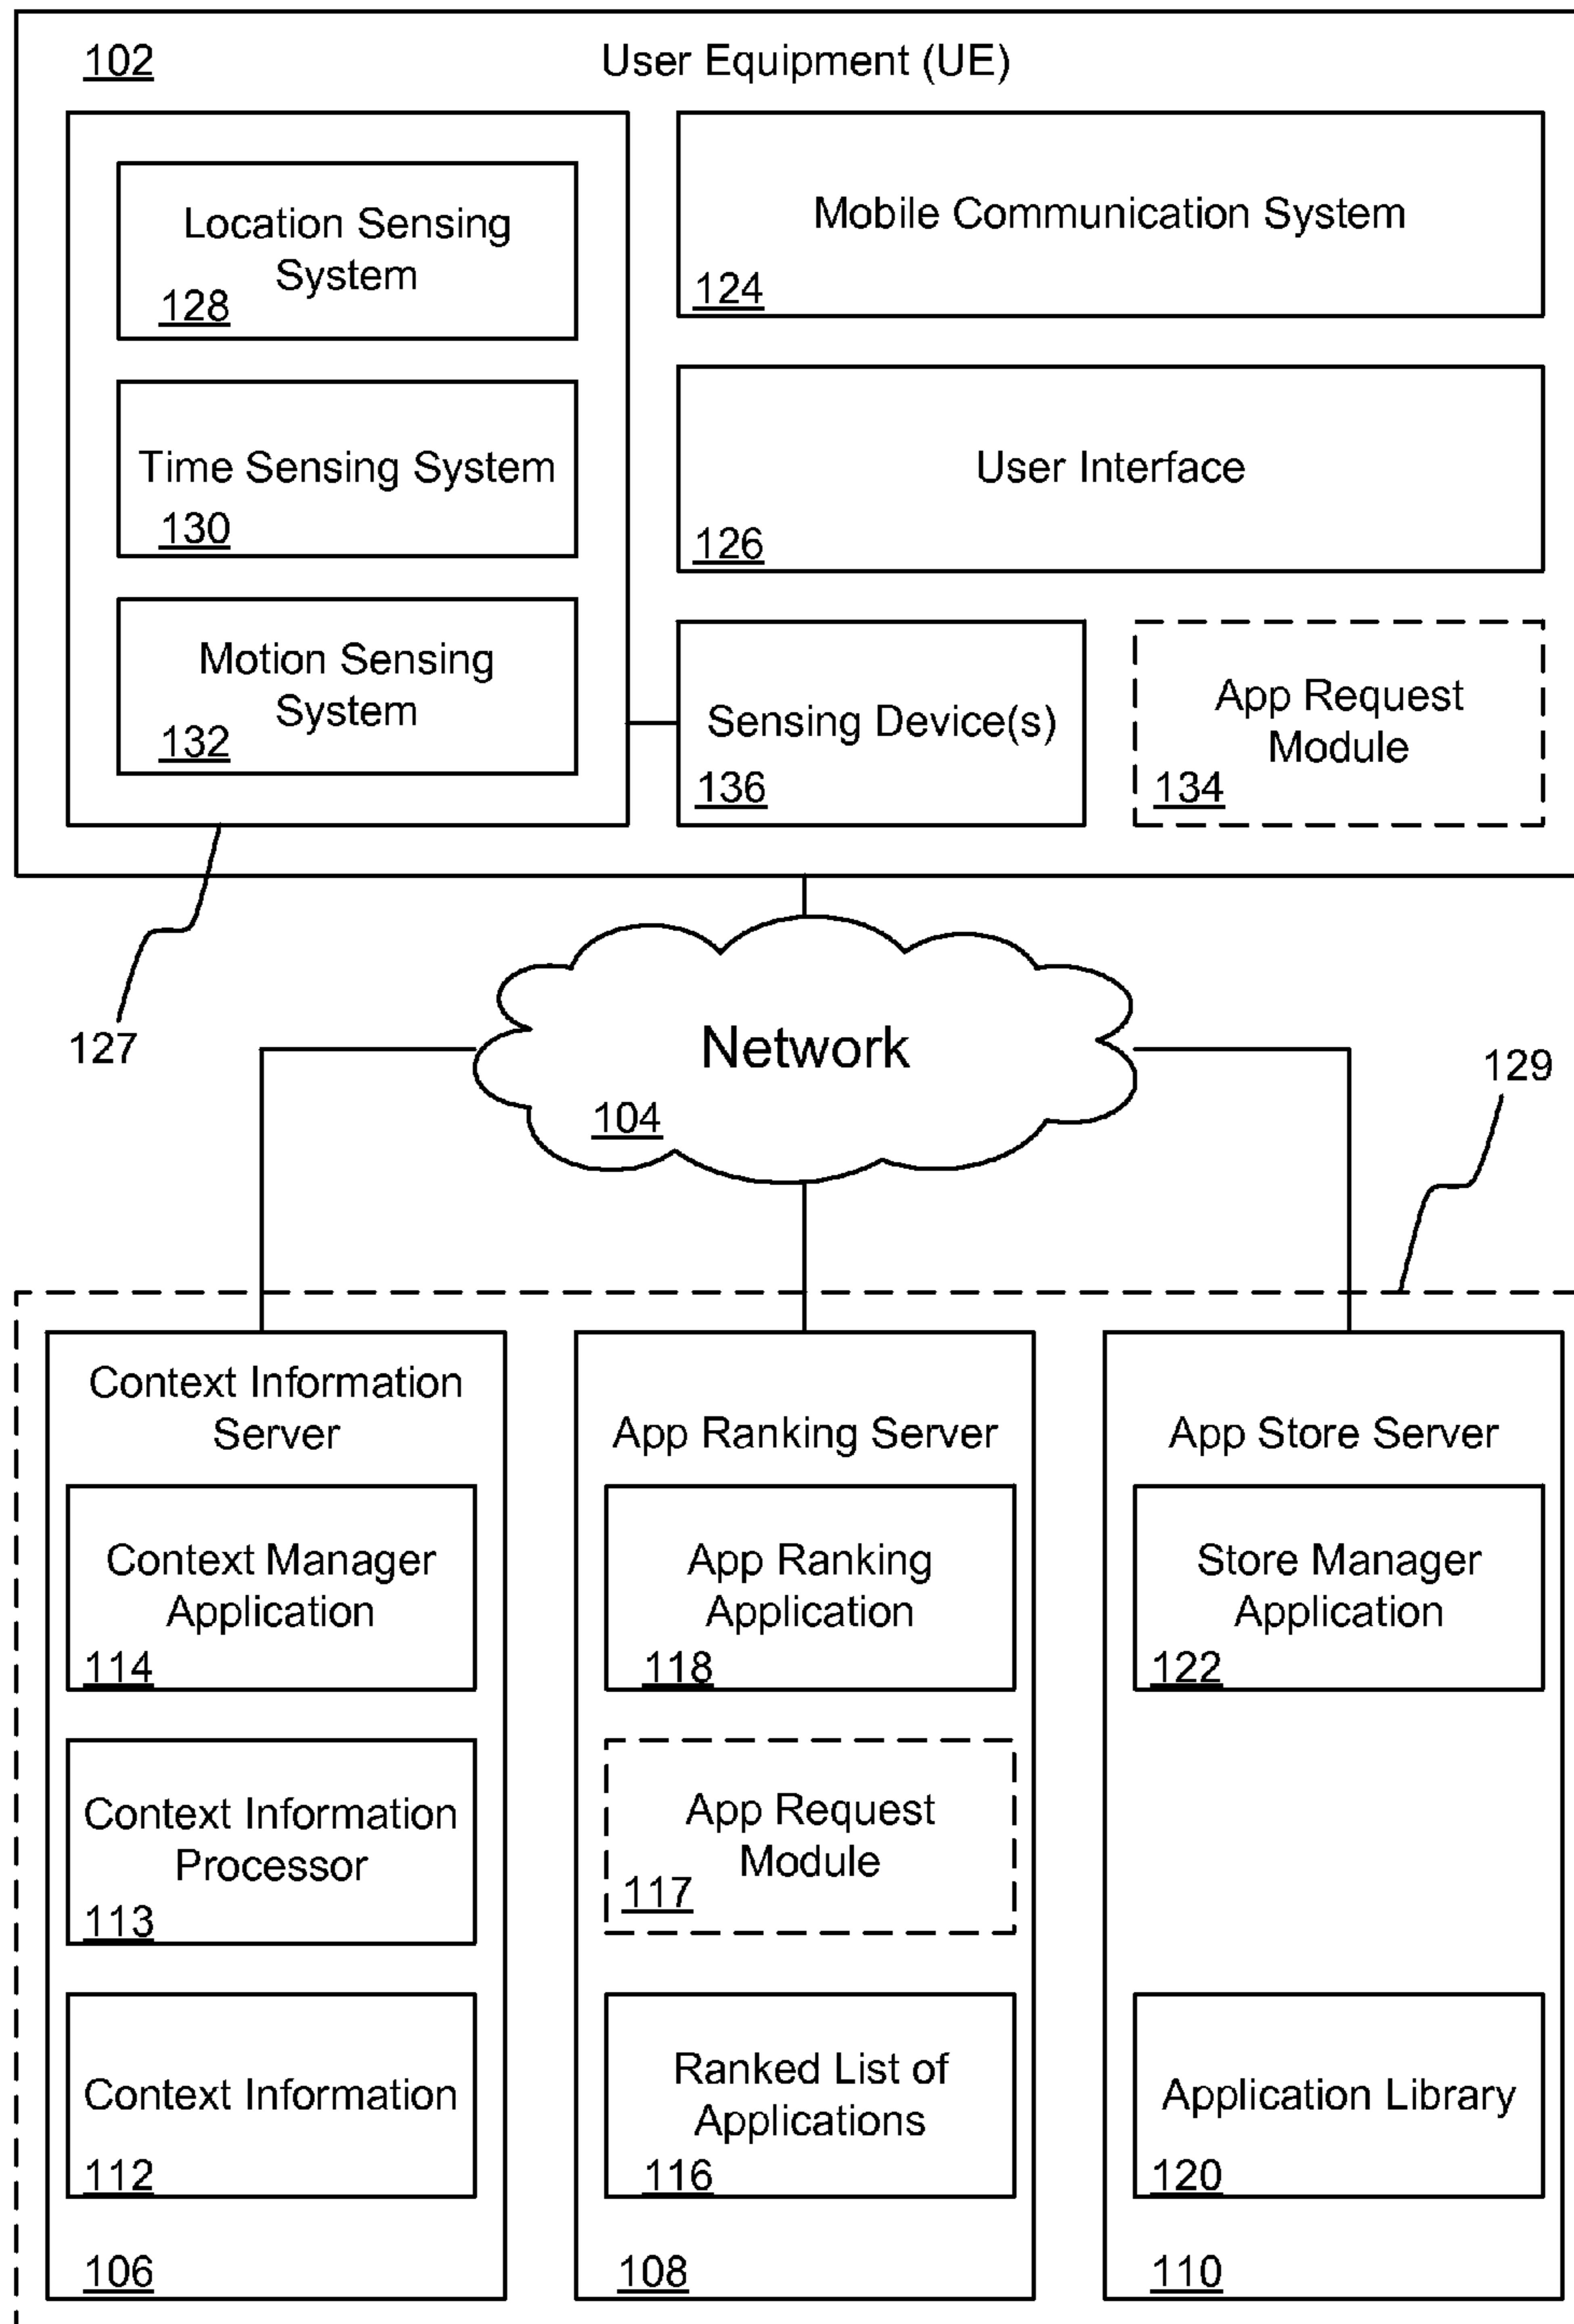 102
User Equipment (UE)
Location Sensing
System
128
Time Sensing System
130
Motion Sensing
System
132
Mobile Communication System
124
User Interface
126
Sensing Device(s)
136
App Request
Module
134
127
Network
104
129
Context Information
Server
Context Manager
Application
114
Context Information
Processor
113
Context Information
112
106
App Ranking Server
App Ranking
Application
118
App Request
Module
117
Ranked List of
Applications
116
108
App Store Server
Store Manager
Application
122
Application Library
120
110